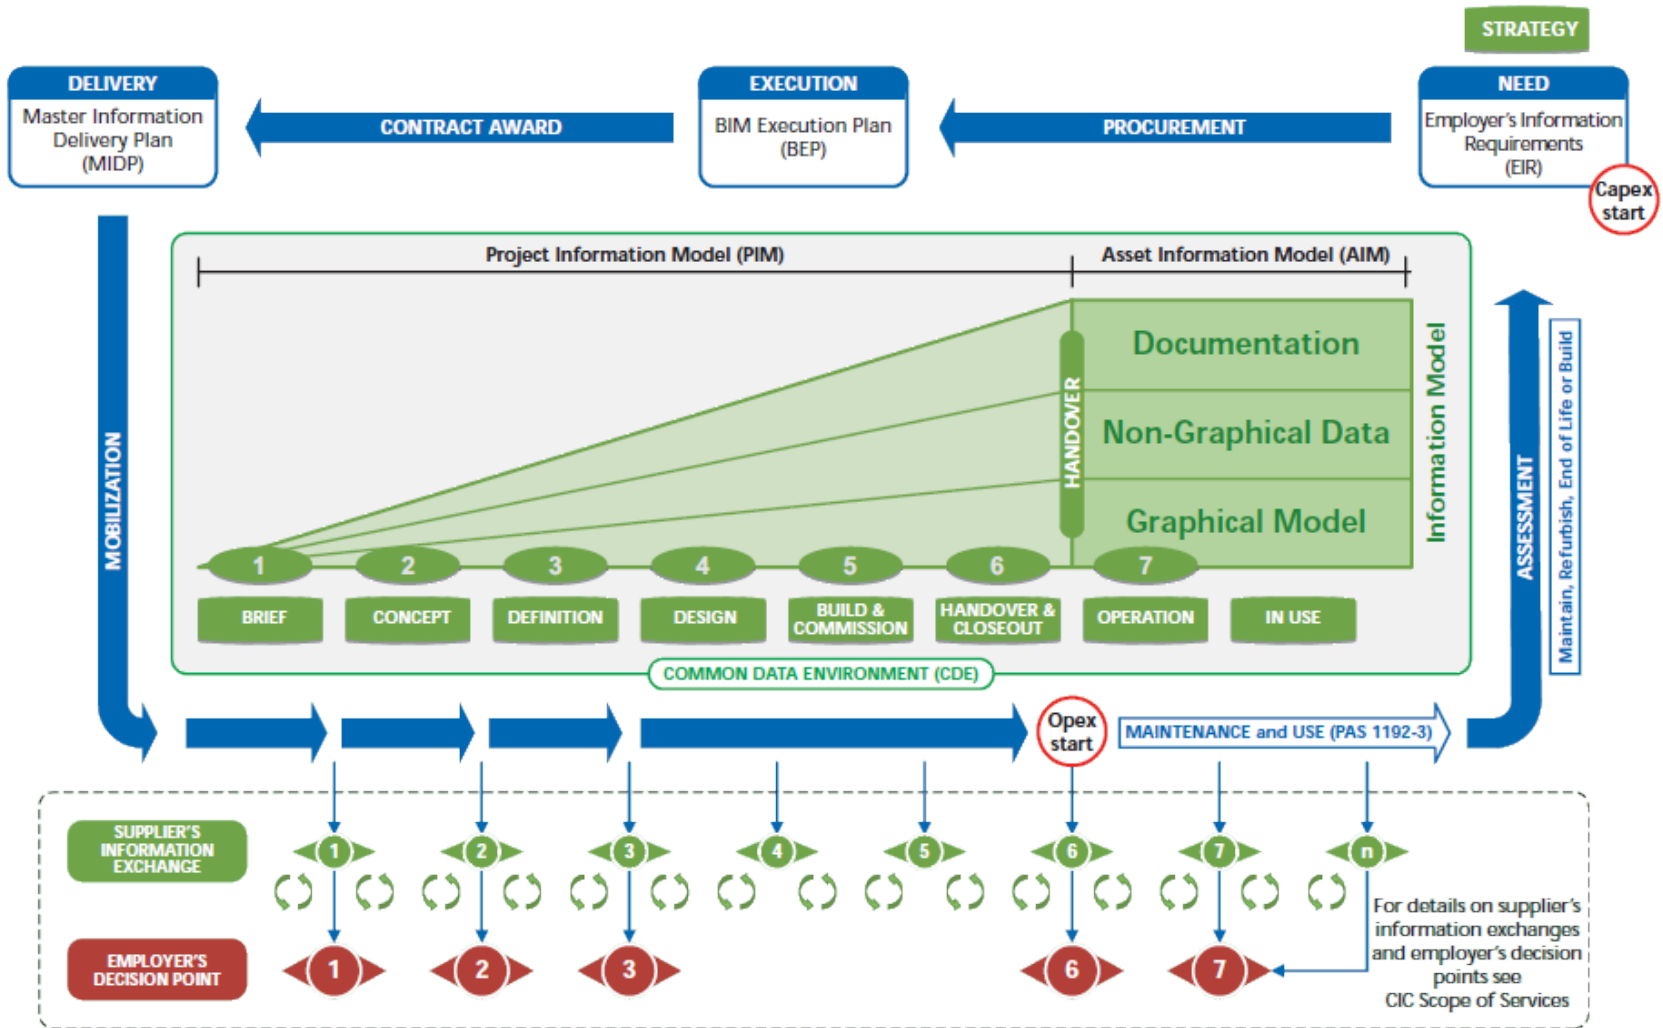 STRATEGY
DELIVERY
Master Information
Delivery Plan
(MIDP)
CONTRACT AWARD
EXECUTION
BIM Execution Plan
(BEP)
PROCUREMENT
NEED
Employer's Information
Requirements
(EIR)
Capex
start
MOBILIZATION
Project Information Model (PIM)
Asset Information Model (AIM)
Documentation
Non-Graphical Data
Graphical Model
HANDOVER
Information Model
1
2
3
4
5
6
7
BRIEF
CONCEPT
DEFINITION
DESIGN
BUILD &
COMMISSION
HANDOVER &
CLOSEOUT
OPERATION
IN USE
COMMON DATA ENVIRONMENT (CDE)
ASSESSMENT
Maintain, Refurbish, End of Life or Build
Opex
start
MAINTENANCE and USE (PAS 1192-3)
SUPPLIER'S
INFORMATION
EXCHANGE
1
2
3
4
5
6
7
n
EMPLOYER'S
DECISION POINT
1
2
3
6
7
For details on supplier's
information exchanges
and employer's decision
points see
CIC Scope of Services